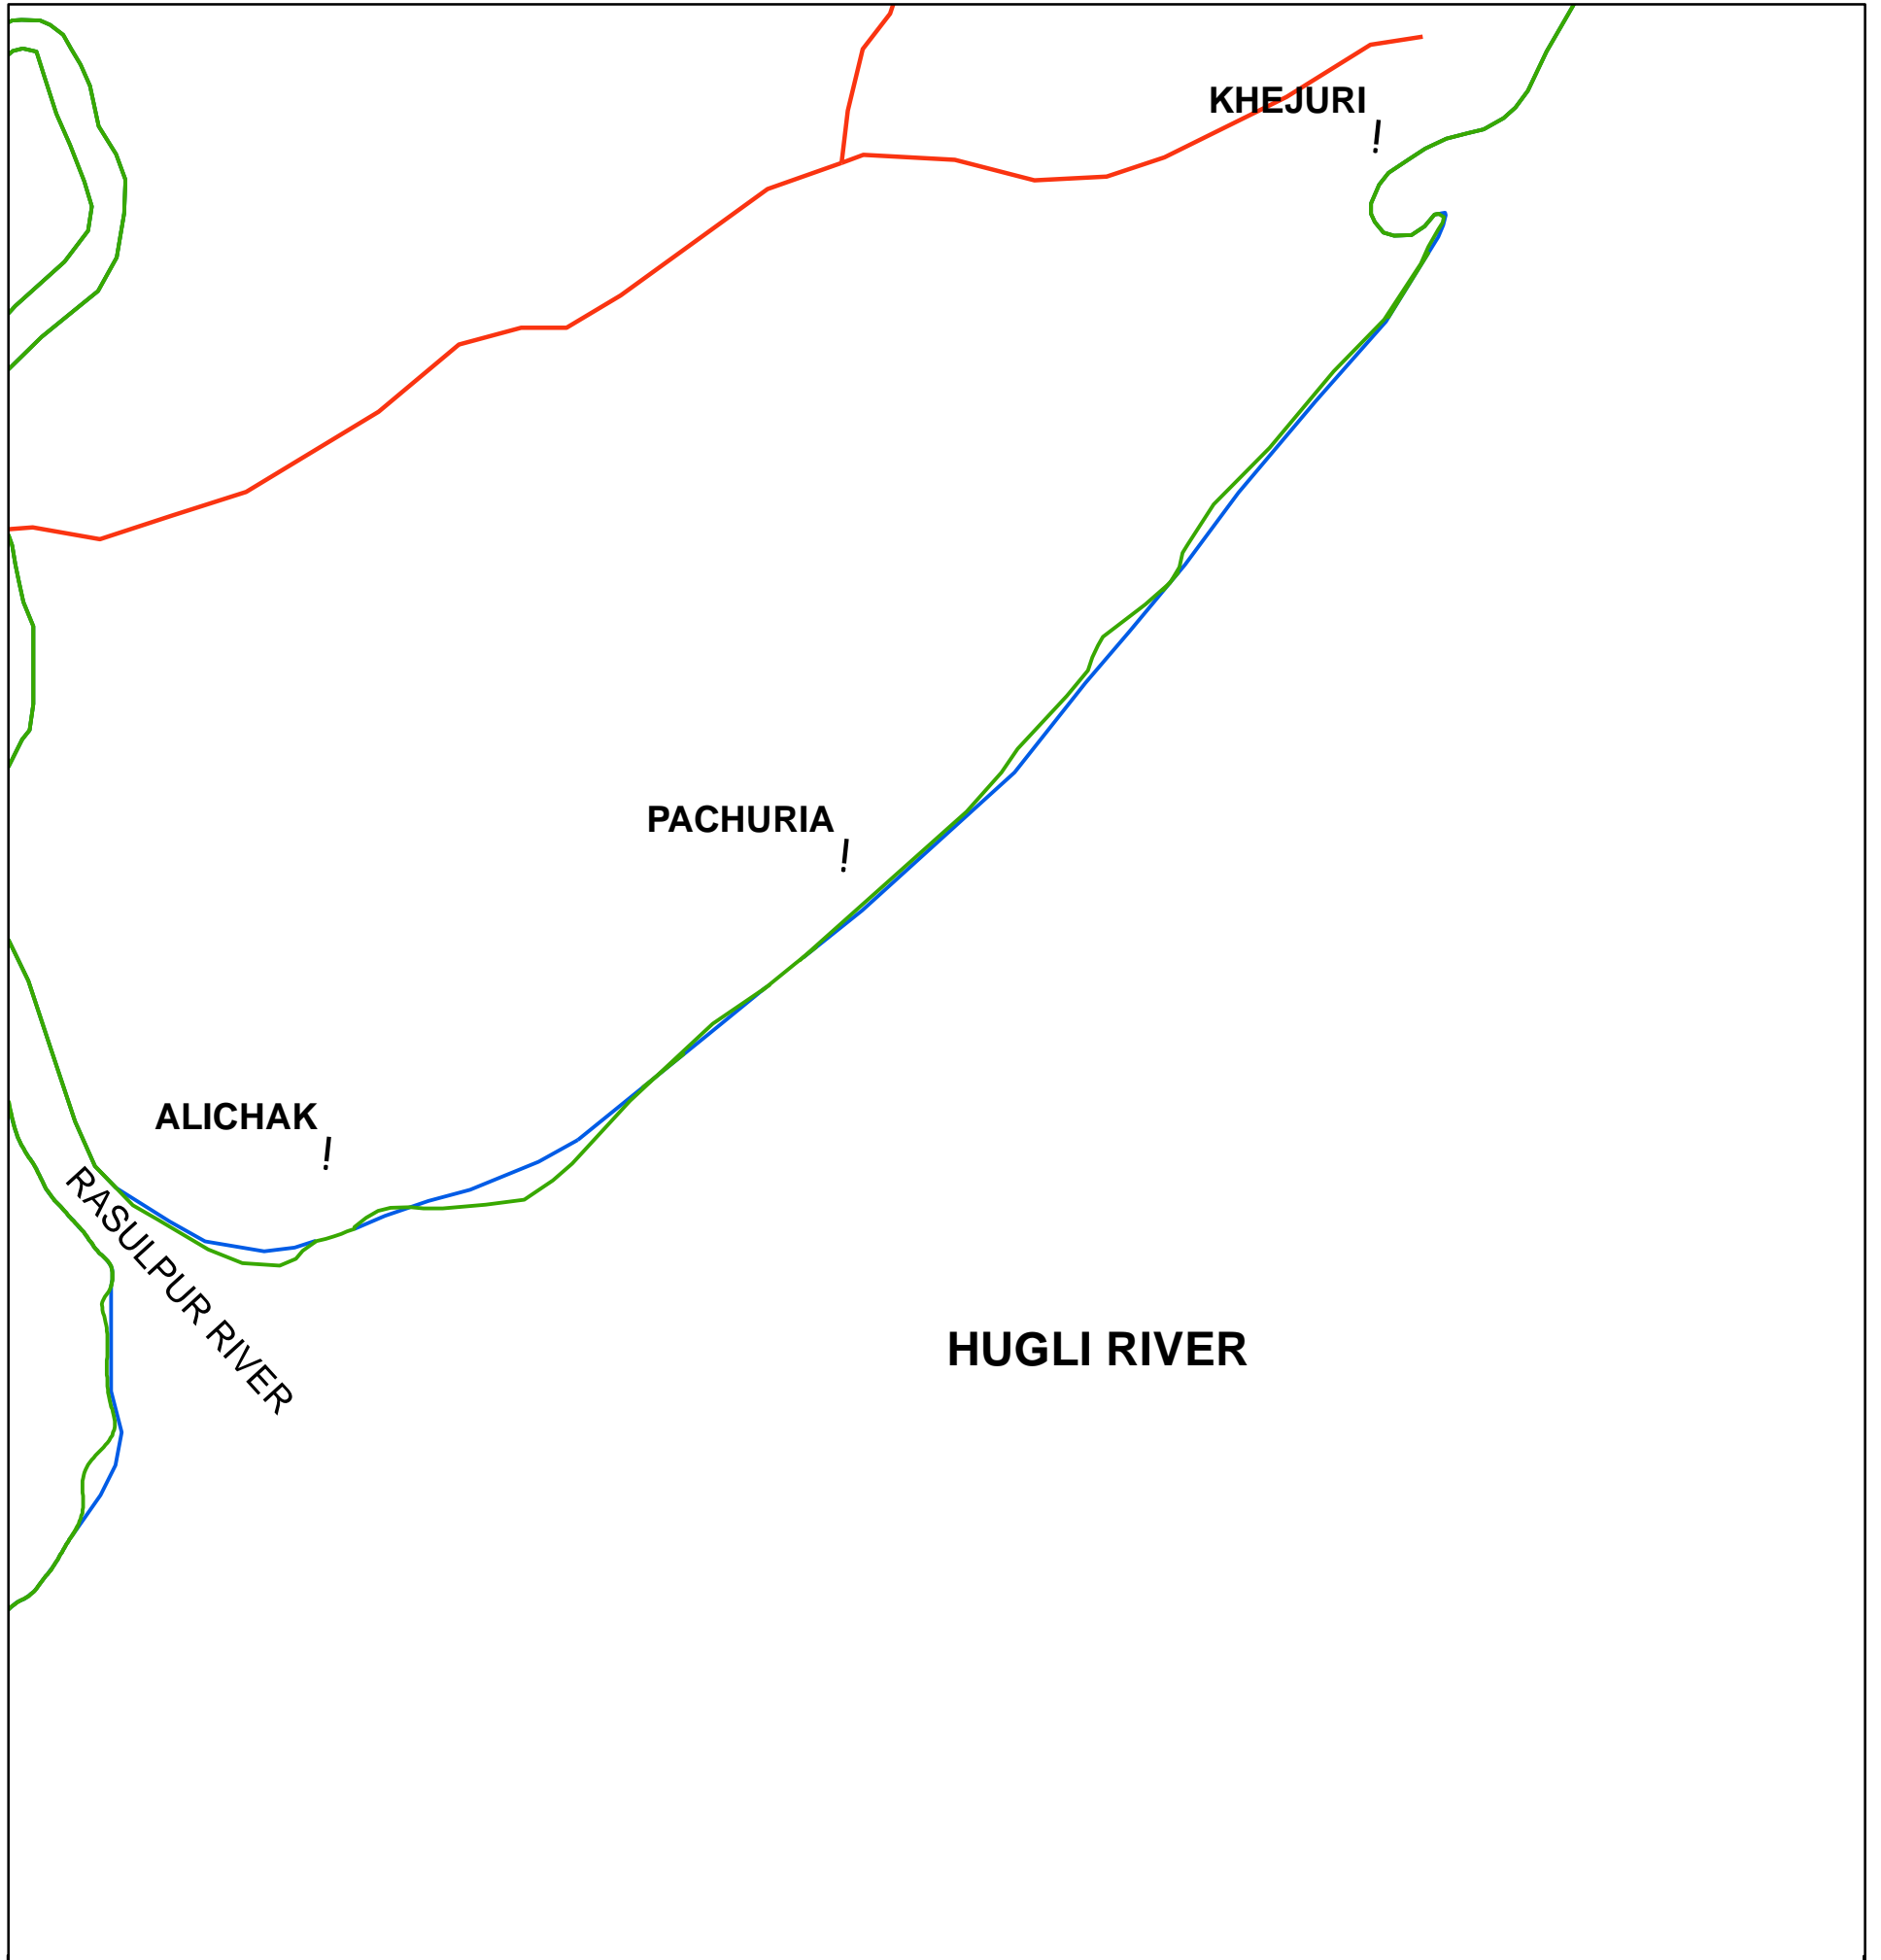 KHEJURI
!
PACHURIA
!
ALICHAK
!
RASULPUR RIVER
HUGLI RIVER